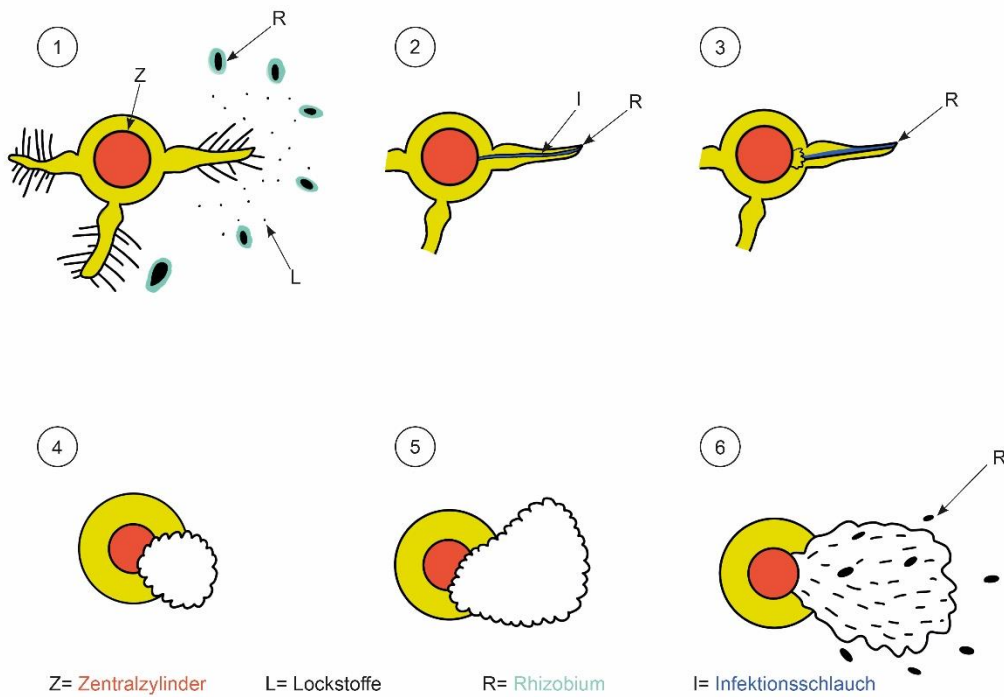 R
1
2
3
Z
I
R
R
L
4
5
6
R
Z= Zentralzylinder
L= Lockstoffe
R= Rhizobium
I= Infektionsschlauch